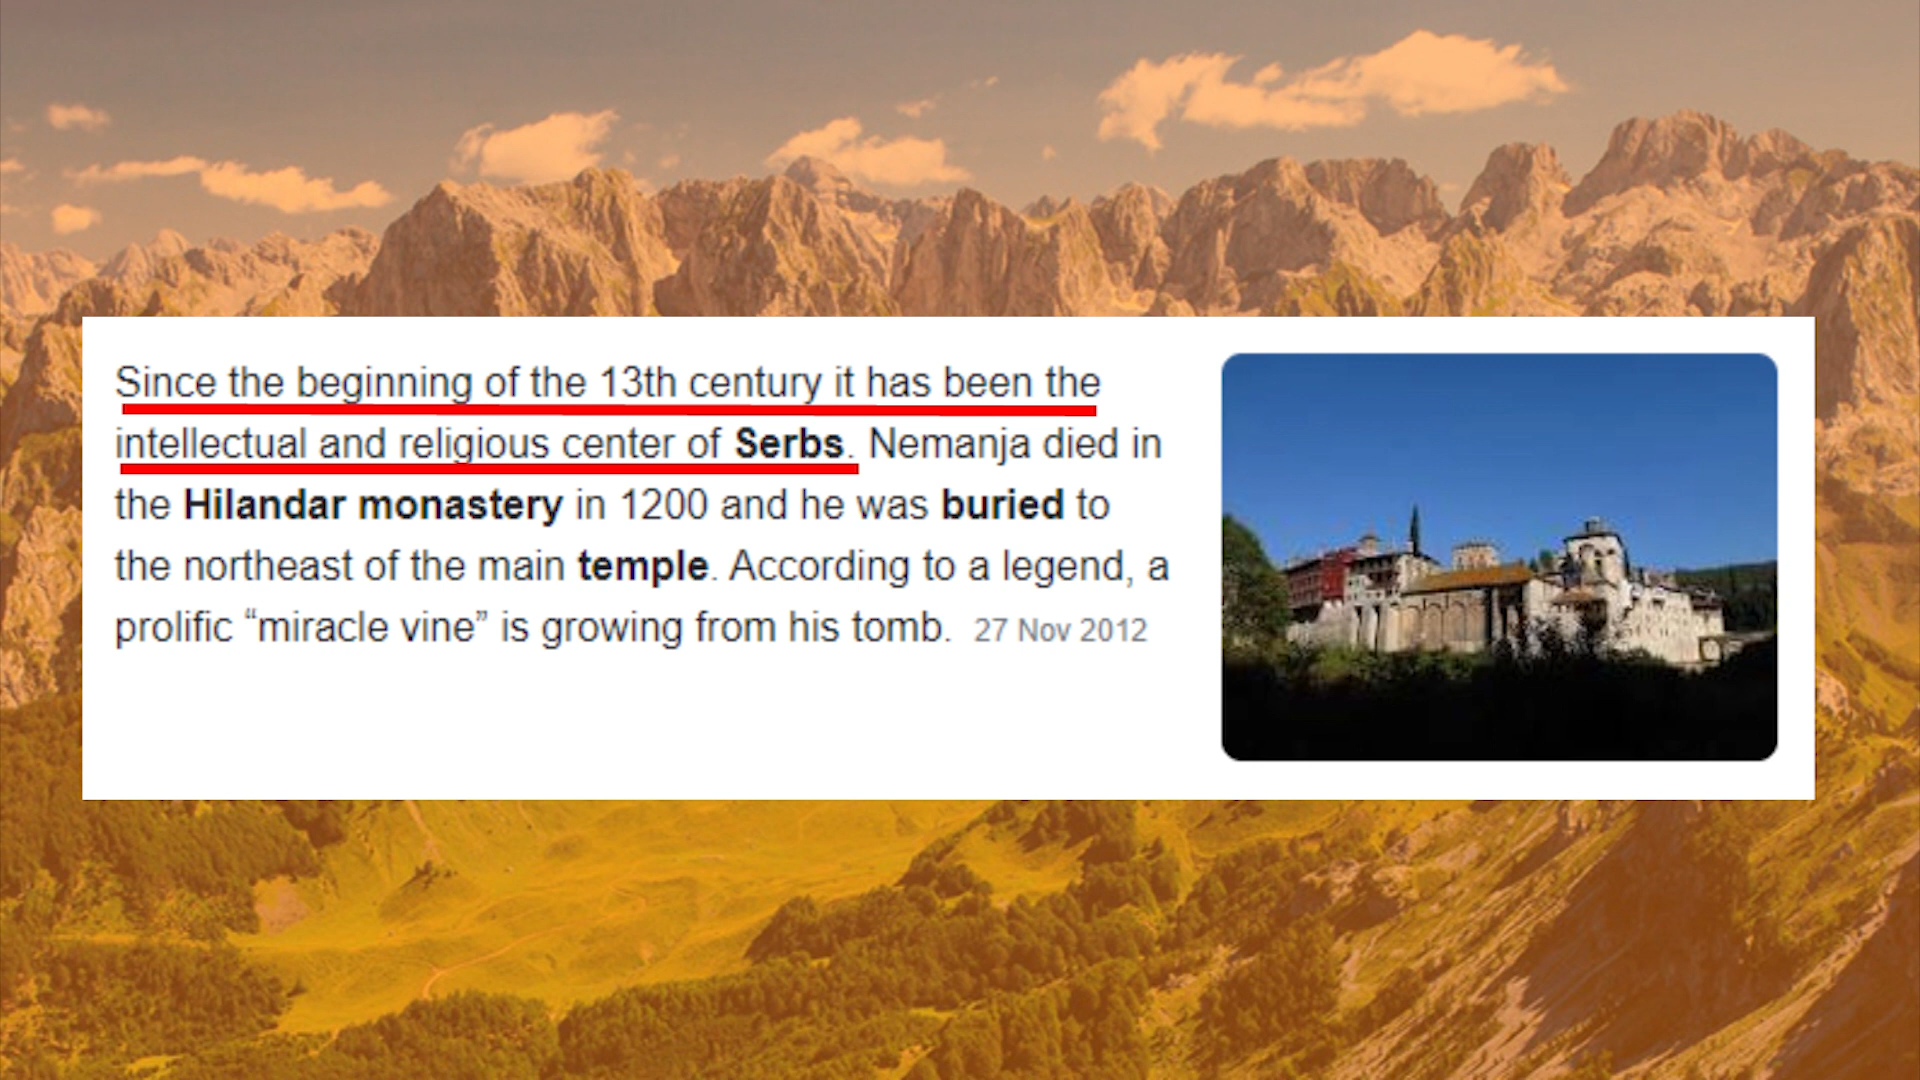 Since the beginning of the 13th century it has been the
intellectual and religious center of Serbs. Nemanja died in
the Hilandar monastery in 1200 and he was buried to
the northeast of the main temple. According to a legend, a
prolific “miracle vine” is growing from his tomb. 27 Nov 2012